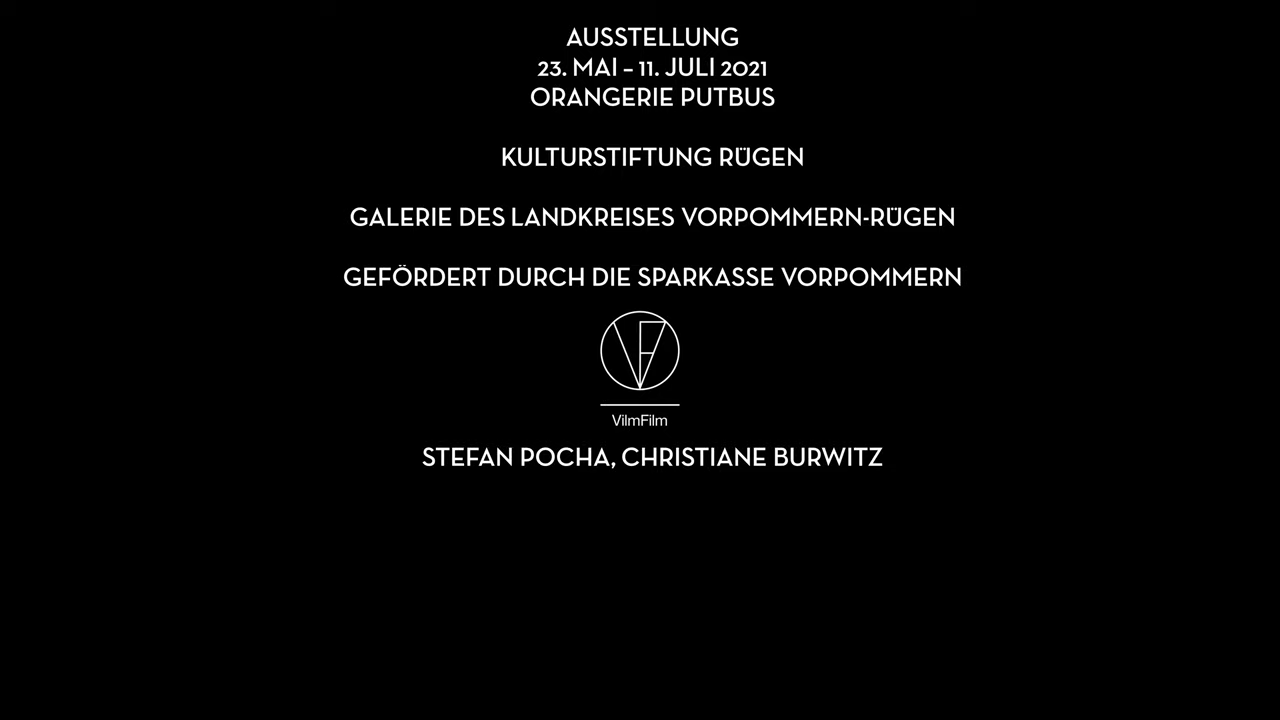 AUSSTELLUNG
23. MAI – 11. JULI 2021
ORANGERIE PUTBUS
KULTURSTIFTUNG RÜGEN
GALERIE DES LANDKREISES VORPOMMERN-RÜGEN
GEFÖRDERT DURCH DIE SPARKASSE VORPOMMERN
VF
VilmFilm
STEFAN POCHA, CHRISTIANE BURWITZ